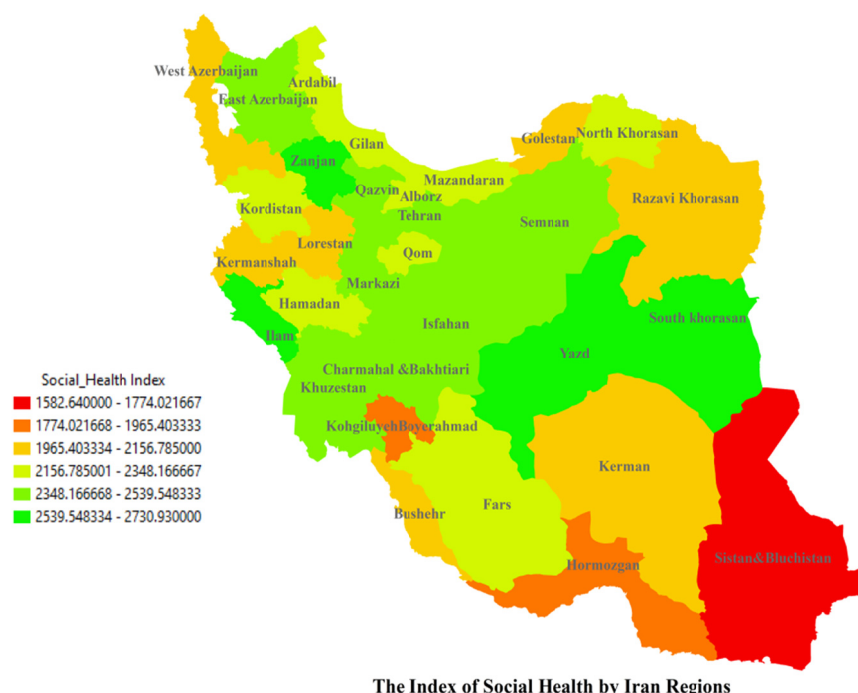 West Azerbaijan
East Azerbaijan
Ardabil
Gilan
Zanjan
Qazvin
Alborz
Tehran
Mazandaran
Golestan
North Khorasan
Razavi Khorasan
Semnan
Kordistan
Lorestan
Kermanshah
Qom
Markazi
Hamadan
Ilam
Isfahan
South khorasan
Yazd
Charmahal &Bakhtiari
Khuzestan
KohgiluyehBoyerahmad
Kerman
Bushehr
Fars
Hormozgan
Sistan&Bluchistan
Social_Health Index
1582.640000 - 1774.021667
1774.021668 - 1965.403333
1965.403334 - 2156.785000
2156.785001 - 2348.166667
2348.166668 - 2539.548333
2539.548334 - 2730.930000
The Index of Social Health by Iran Regions